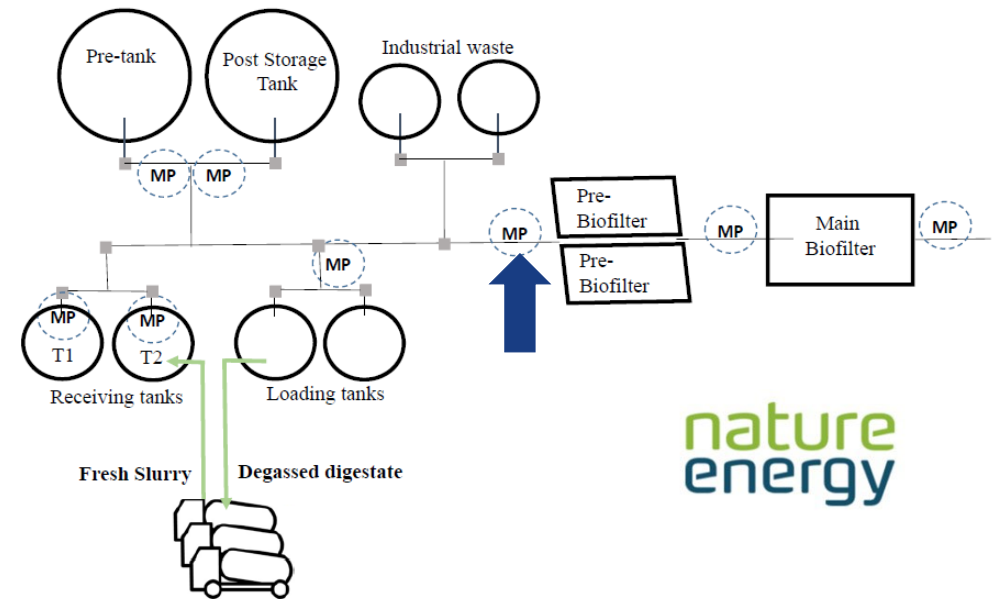 Pre-tank
Post Storage
Tank
Industrial waste
MP
MP
Pre-
Biofilter
MP
MP
MP
Main
Biofilter
MP
Pre-
Biofilter
MP
MP
T1
T2
Receiving tanks
Loading tanks
nature
energy
Fresh Slurry
Degassed digestate